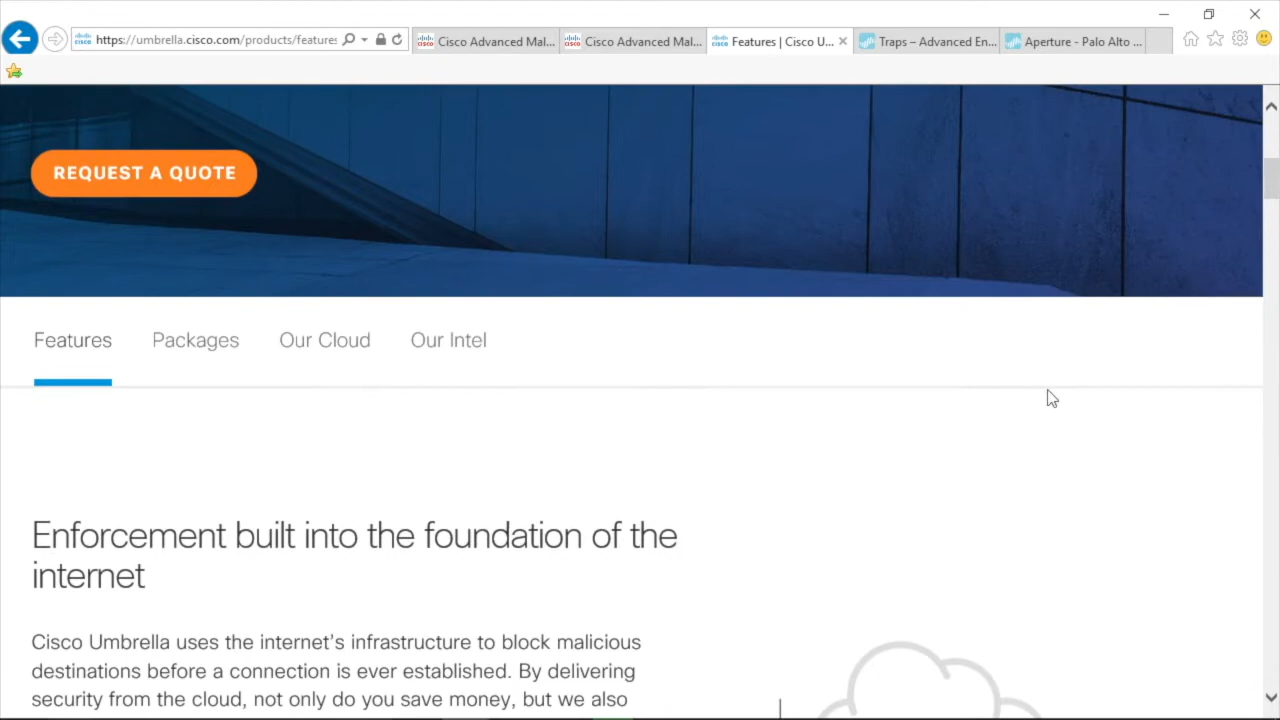 https://umbrella.cisco.com/products/features
Cisco Advanced Mal...
Cisco Advanced Mal...
Features | Cisco U...
Traps – Advanced En...
Aperture - Palo Alto ...
REQUEST A QUOTE
Features
Packages
Our Cloud
Our Intel
Enforcement built into the foundation of the
internet
Cisco Umbrella uses the internet's infrastructure to block malicious
destinations before a connection is ever established. By delivering
security from the cloud, not only do you save money, but we also